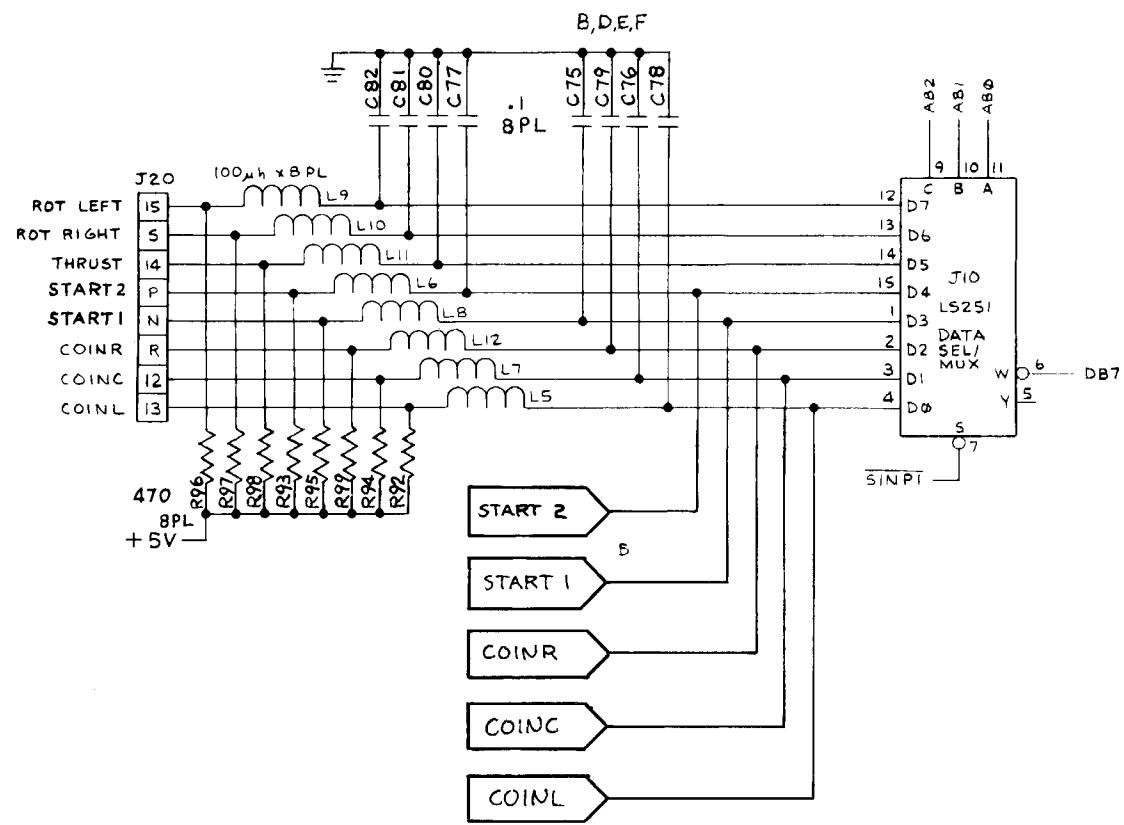 B,D,E,F
C82
C81
C80
C77
.1
8PL
C75
C79
C76
C78
AB2
AB1
ABØ
9
10
11
C
B
A
J20
100µh x 8PL
ROT LEFT 15 L9 12 D7
ROT RIGHT S L10 13 D6
THRUST 14 L11 14 D5
START2 P L6 15 D4
START1 N L8 1 D3
COINR R L12 2 D2
COINC 12 L7 3 D1
COINL 13 L5 4 DØ
J10
LS251
DATA
SEL/
MUX
W 6 DB7
Y 5
S
7
SINP1
R96
R97
R98
R93
R95
R99
R94
R92
470
8PL
+5V
START 2
B
START 1
COINR
COINC
COINL